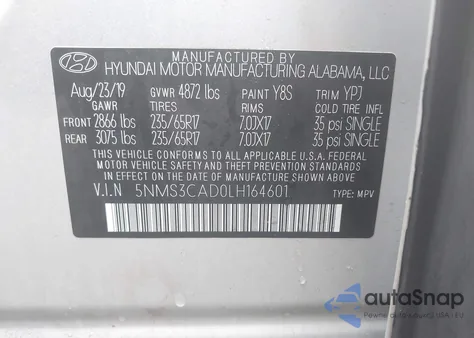 MANUFACTURED BY
HYUNDAI MOTOR MANUFACTURING ALABAMA, LLC
Aug/23/19 GVWR 4872 lbs PAINT Y8S TRIM YPJ
GAWR TIRES RIMS COLD TIRE INFL.
FRONT 2866 lbs 235/65R17 7.0JX17 35 psi SINGLE
REAR 3075 lbs 235/65R17 7.0JX17 35 psi SINGLE
THIS VEHICLE CONFORMS TO ALL APPLICABLE U.S.A. FEDERAL
MOTOR VEHICLE SAFETY AND THEFT PREVENTION STANDARDS
IN EFFECT ON THE DATE OF MANUFACTURE SHOWN ABOVE.
V.I.N 5NMS3CAD0LH164601 TYPE: MPV
autoSnap